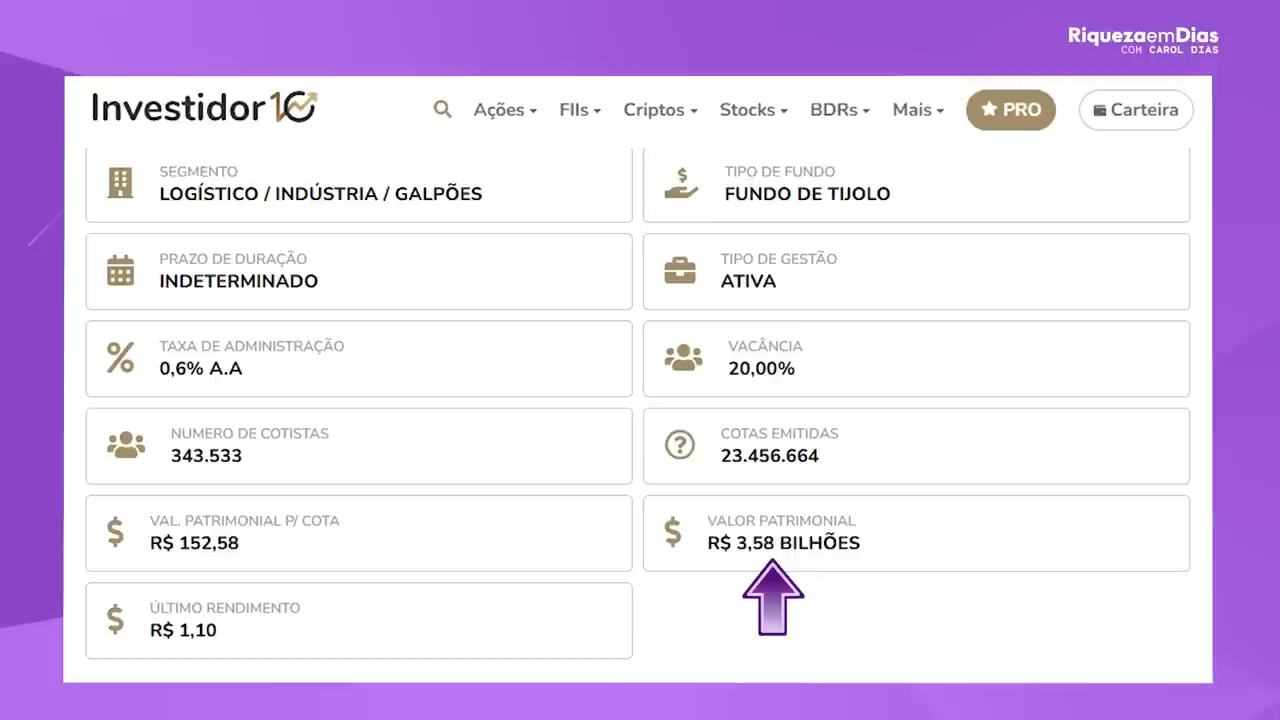 RiquezaemDias
COM CAROL DIAS
Investidor10
Ações
FIIs
Criptos
Stocks
BDRs
Mais
PRO
Carteira
SEGMENTO
LOGÍSTICO / INDÚSTRIA / GALPÕES
TIPO DE FUNDO
FUNDO DE TIJOLO
PRAZO DE DURAÇÃO
INDETERMINADO
TIPO DE GESTÃO
ATIVA
TAXA DE ADMINISTRAÇÃO
0,6% A.A
VACÂNCIA
20,00%
NUMERO DE COTISTAS
343.533
COTAS EMITIDAS
23.456.664
VAL. PATRIMONIAL P/ COTA
R$ 152,58
VALOR PATRIMONIAL
R$ 3,58 BILHÕES
ÚLTIMO RENDIMENTO
R$ 1,10